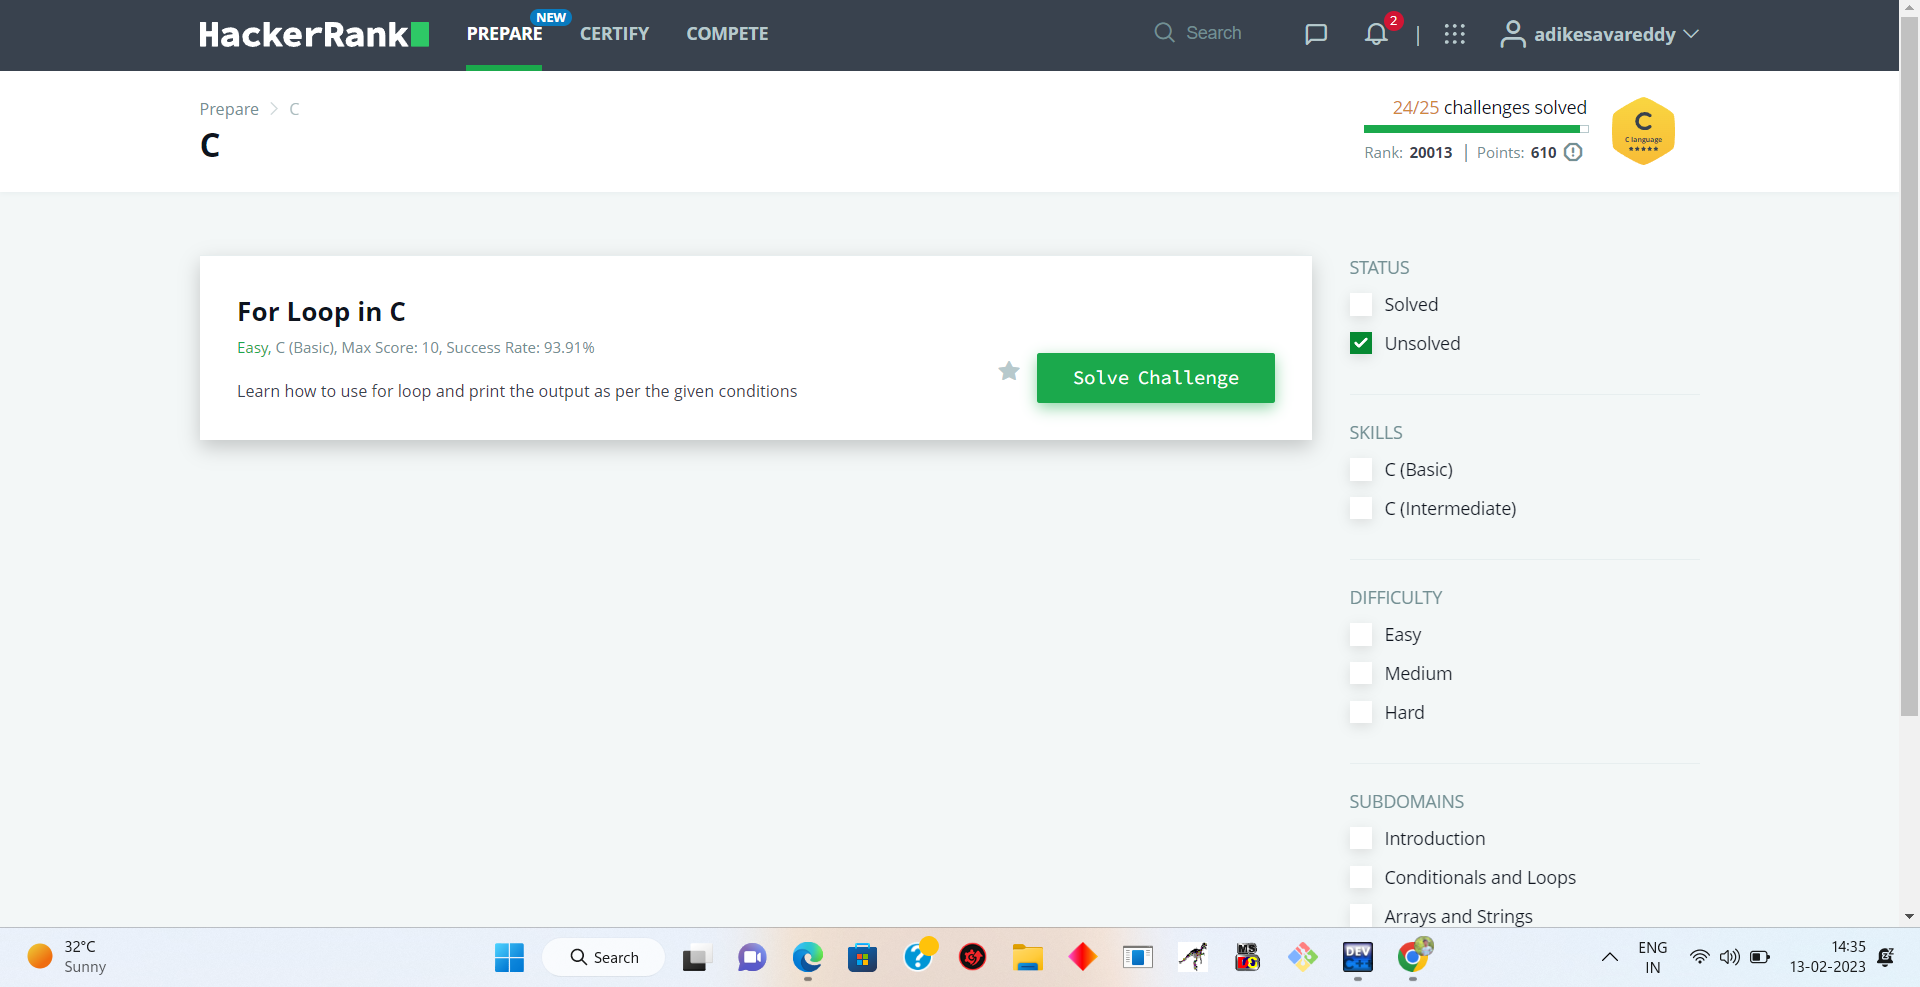 HackerRank
PREPARE
NEW
CERTIFY
COMPETE
Search
2
adikesavareddy
Prepare > C
C
24/25 challenges solved
Rank: 20013 | Points: 610
C
C language
For Loop in C
Easy, C (Basic), Max Score: 10, Success Rate: 93.91%
Learn how to use for loop and print the output as per the given conditions
Solve Challenge
STATUS
Solved
Unsolved
SKILLS
C (Basic)
C (Intermediate)
DIFFICULTY
Easy
Medium
Hard
SUBDOMAINS
Introduction
Conditionals and Loops
Arrays and Strings
32°C
Sunny
Search
MS
DEV
C++
ENG
IN
14:35
13-02-2023